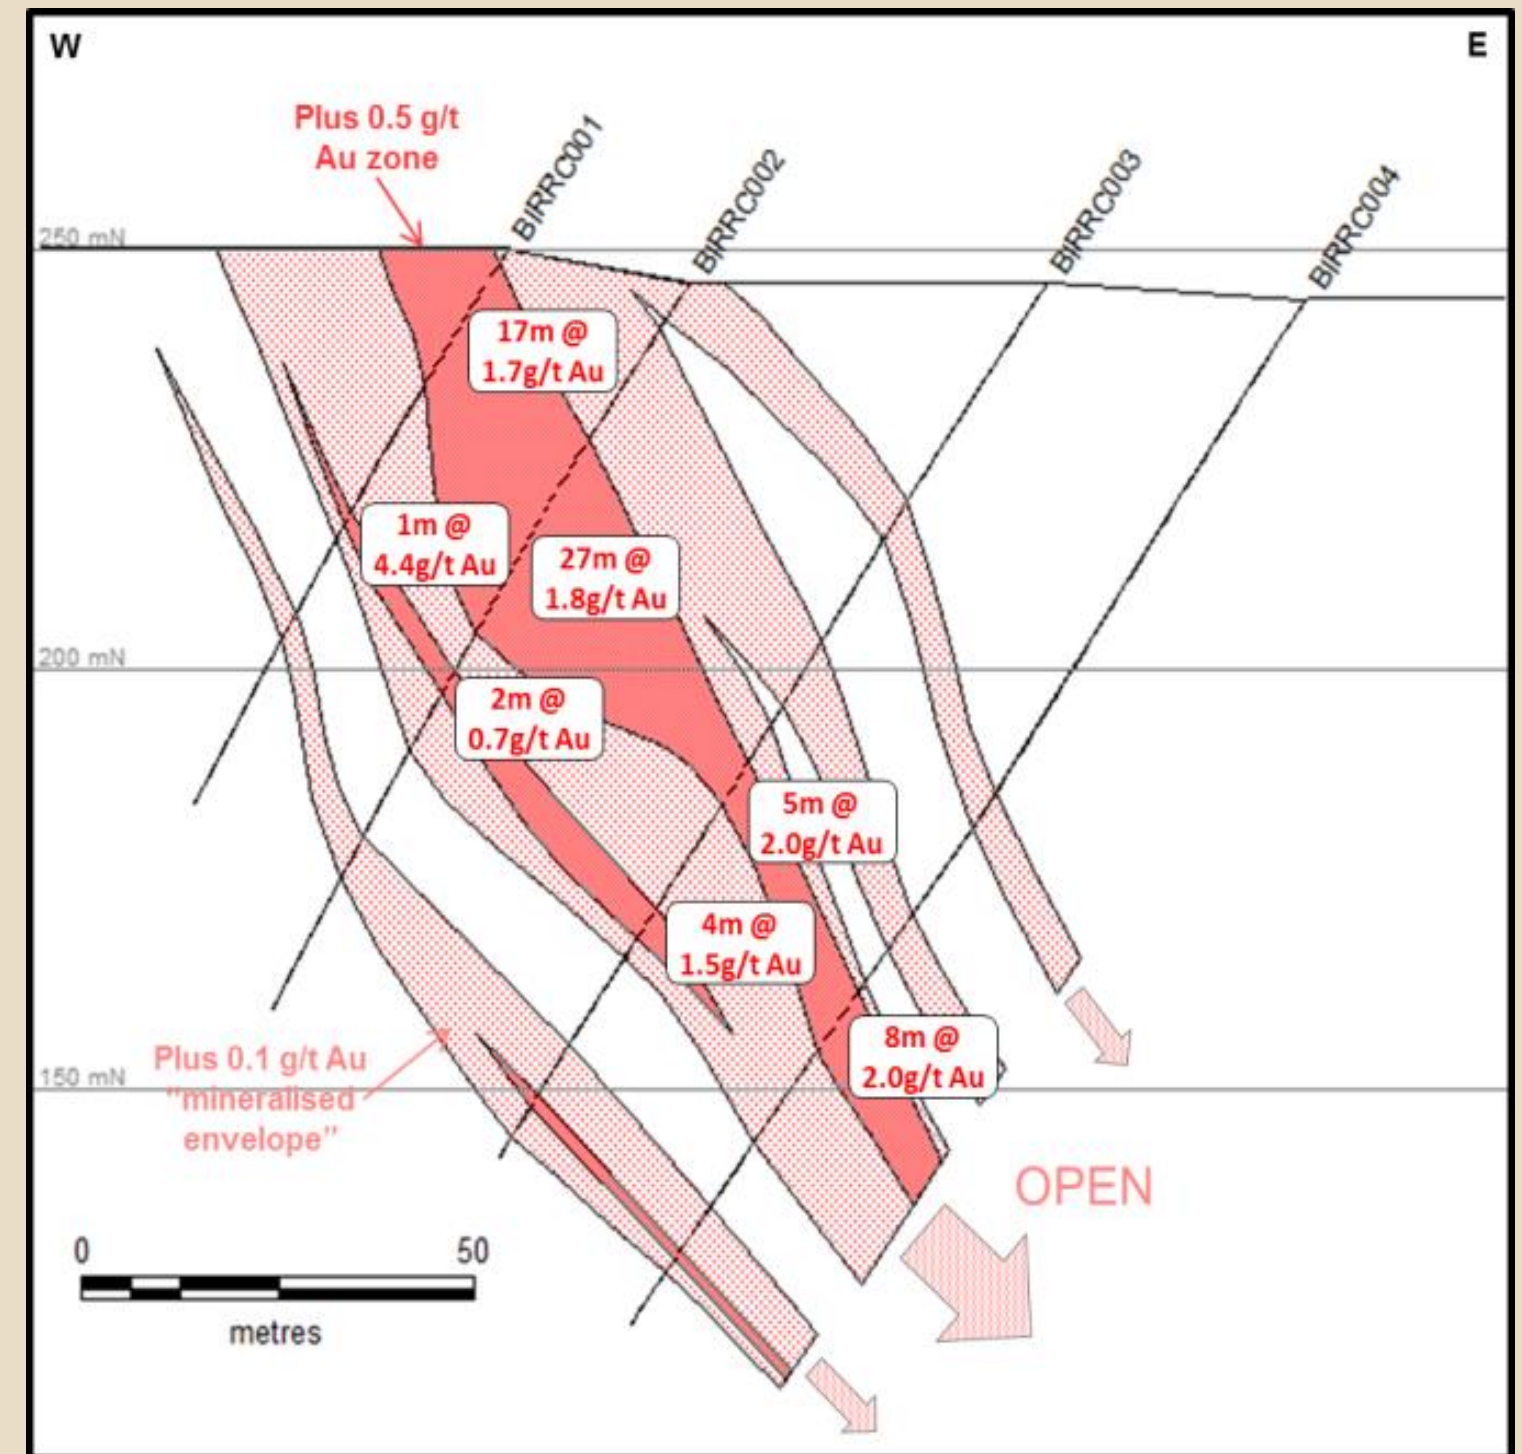 W
E
Plus 0.5 g/t
Au zone
BIRRC001
BIRRC002
BIRRC003
BIRRC004
250 mN
17m @
1.7g/t Au
1m @
4.4g/t Au
27m @
1.8g/t Au
200 mN
2m @
0.7g/t Au
5m @
2.0g/t Au
4m @
1.5g/t Au
8m @
2.0g/t Au
Plus 0.1 g/t Au
"mineralised
envelope"
150 mN
OPEN
0 50
metres